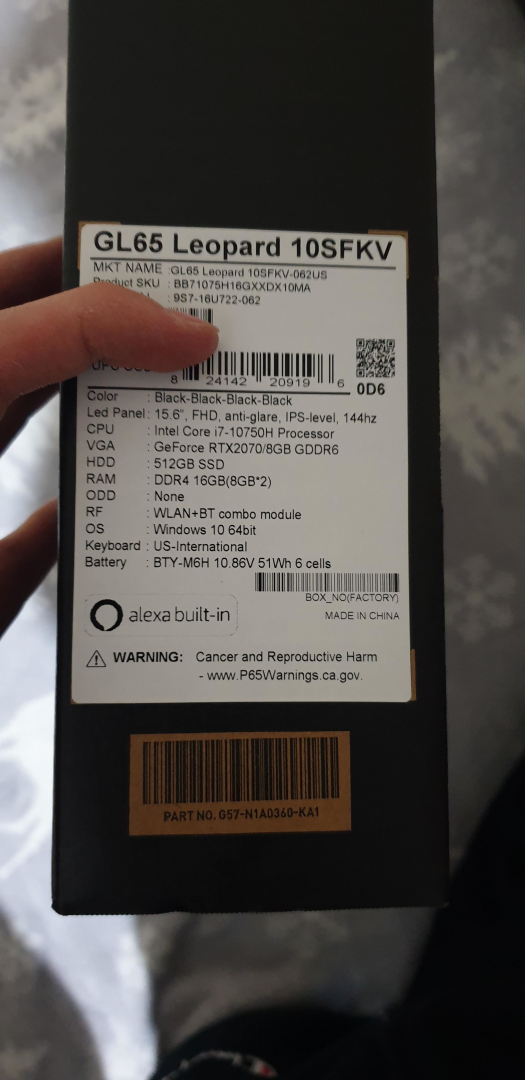 GL65 Leopard 10SFKV
MKT NAME :GL65 Leopard 10SFKV-062US
Product SKU : BB71075H16GXXDX10MA
: 9S7-16U722-062
UPC
8 24142 20919 6
0D6
Color : Black-Black-Black-Black
Led Panel: 15.6", FHD, anti-glare, IPS-level, 144hz
CPU : Intel Core i7-10750H Processor
VGA : GeForce RTX2070/8GB GDDR6
HDD : 512GB SSD
RAM : DDR4 16GB(8GB*2)
ODD : None
RF : WLAN+BT combo module
OS : Windows 10 64bit
Keyboard : US-International
Battery : BTY-M6H 10.86V 51Wh 6 cells
BOX_NO(FACTORY)
MADE IN CHINA
alexa built-in
WARNING: Cancer and Reproductive Harm
- www.P65Warnings.ca.gov.
PART NO. G57-N1A0360-KA1